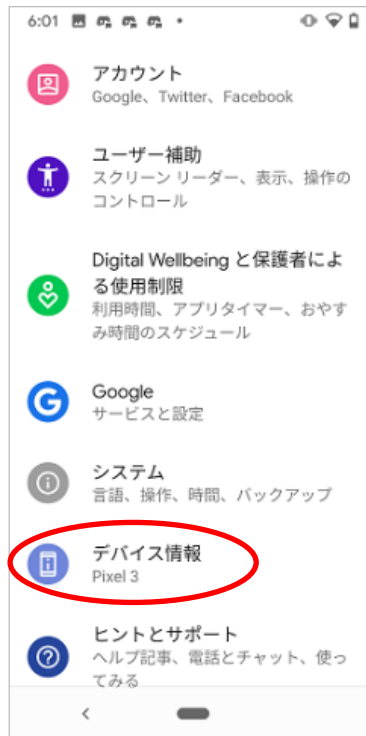 6:01
アカウント
Google、Twitter、Facebook
ユーザー補助
スクリーン リーダー、表示、操作の
コントロール
Digital Wellbeing と保護者によ
る使用制限
利用時間、アプリタイマー、おやす
み時間のスケジュール
Google
サービスと設定
システム
言語、操作、時間、バックアップ
デバイス情報
Pixel 3
ヒントとサポート
ヘルプ記事、電話とチャット、使っ
てみる